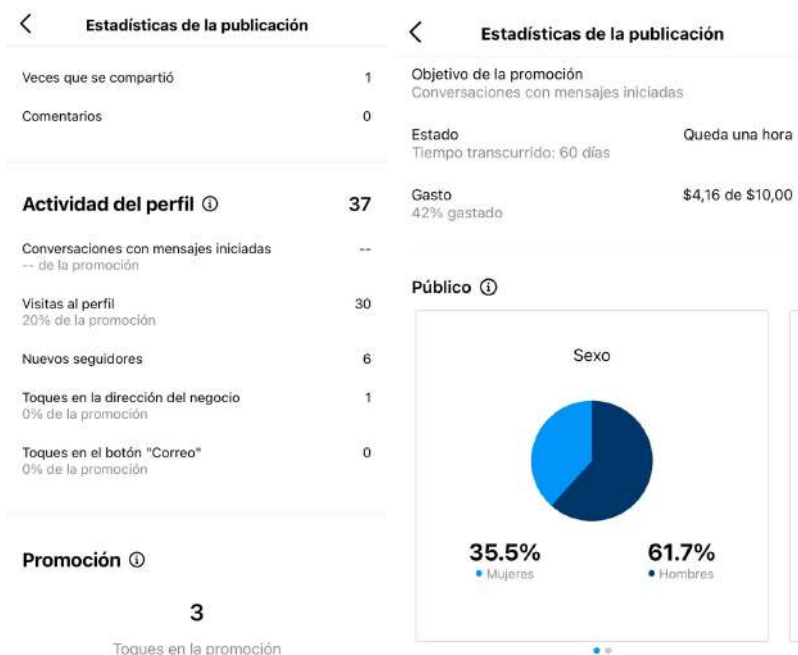 Estadísticas de la publicación
Veces que se compartió 1
Comentarios 0
Actividad del perfil 37
Conversaciones con mensajes iniciadas --
-- de la promoción
Visitas al perfil 30
20% de la promoción
Nuevos seguidores 6
Toques en la dirección del negocio 1
0% de la promoción
Toques en el botón "Correo" 0
0% de la promoción
Promoción
3
Toques en la promoción
Estadísticas de la publicación
Objetivo de la promoción
Conversaciones con mensajes iniciadas
Estado Queda una hora
Tiempo transcurrido: 60 días
Gasto $4,16 de $10,00
42% gastado
Público
Sexo
35.5% 61.7%
Mujeres Hombres